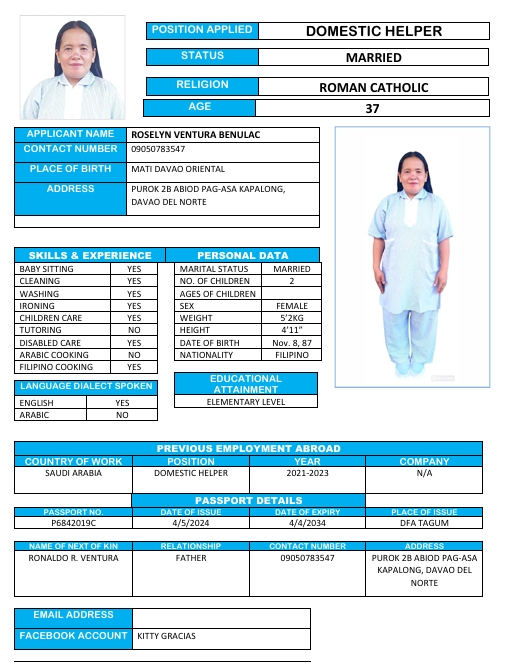 POSITION APPLIED DOMESTIC HELPER
STATUS MARRIED
RELIGION ROMAN CATHOLIC
AGE 37
APPLICANT NAME ROSELYN VENTURA BENULAC
CONTACT NUMBER 09050783547
PLACE OF BIRTH MATI DAVAO ORIENTAL
ADDRESS PUROK 2B ABIOD PAG-ASA KAPALONG,
DAVAO DEL NORTE
SKILLS & EXPERIENCE
BABY SITTING YES
CLEANING YES
WASHING YES
IRONING YES
CHILDREN CARE YES
TUTORING NO
DISABLED CARE YES
ARABIC COOKING NO
FILIPINO COOKING YES
LANGUAGE DIALECT SPOKEN
ENGLISH YES
ARABIC NO
PERSONAL DATA
MARITAL STATUS MARRIED
NO. OF CHILDREN 2
AGES OF CHILDREN
SEX FEMALE
WEIGHT 5'2KG
HEIGHT 4'11"
DATE OF BIRTH Nov. 8, 87
NATIONALITY FILIPINO
EDUCATIONAL
ATTAINMENT
ELEMENTARY LEVEL
PREVIOUS EMPLOYMENT ABROAD
COUNTRY OF WORK POSITION YEAR COMPANY
SAUDI ARABIA DOMESTIC HELPER 2021-2023 N/A
PASSPORT DETAILS
PASSPORT NO. DATE OF ISSUE DATE OF EXPIRY PLACE OF ISSUE
P6842019C 4/5/2024 4/4/2034 DFA TAGUM
NAME OF NEXT OF KIN RELATIONSHIP CONTACT NUMBER ADDRESS
RONALDO R. VENTURA FATHER 09050783547 PUROK 2B ABIOD PAG-ASA
KAPALONG, DAVAO DEL
NORTE
EMAIL ADDRESS
FACEBOOK ACCOUNT KITTY GRACIAS